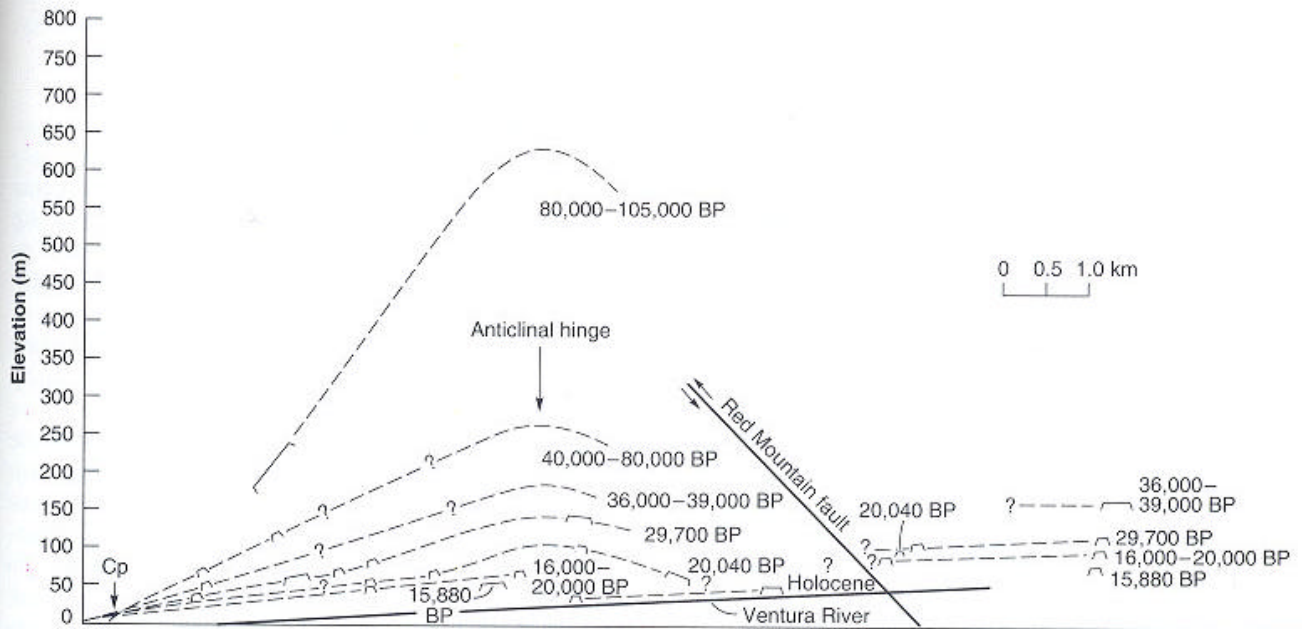 800
750
700
650
600
550
500
450
400
350
300
250
200
150
100
50
0
Elevation (m)
80,000–105,000 BP
0 0.5 1.0 km
Anticlinal hinge
Red Mountain fault
?
40,000–80,000 BP
?
?
36,000–39,000 BP
?
29,700 BP
20,040 BP
?
?
?
36,000–
39,000 BP
29,700 BP
16,000–20,000 BP
15,880 BP
Cp
?
16,000–
20,000 BP
20,040 BP
?
?
Holocene
15,880
BP
Ventura River